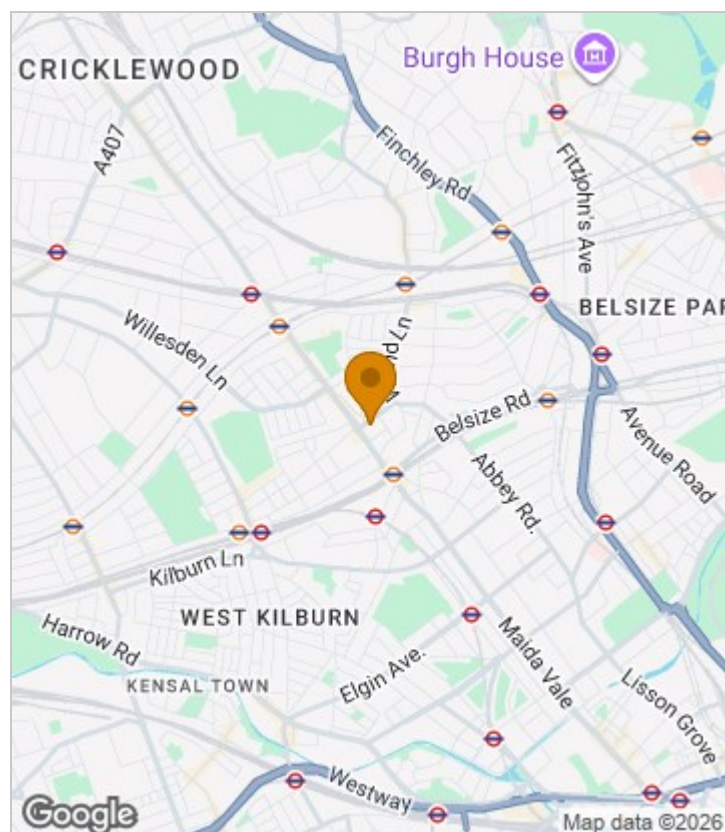 Burgh House
CRICKLEWOOD
A407
Finchley Rd
Fitzjohn's Ave
BELSIZE PAR
Willesden Ln
Belsize Rd
Avenue Road
Abbey Rd.
Kilburn Ln
WEST KILBURN
Harrow Rd
Maida Vale
Elgin Ave.
KENSAL TOWN
Lisson Grove
Westway
Google
Map data ©2026